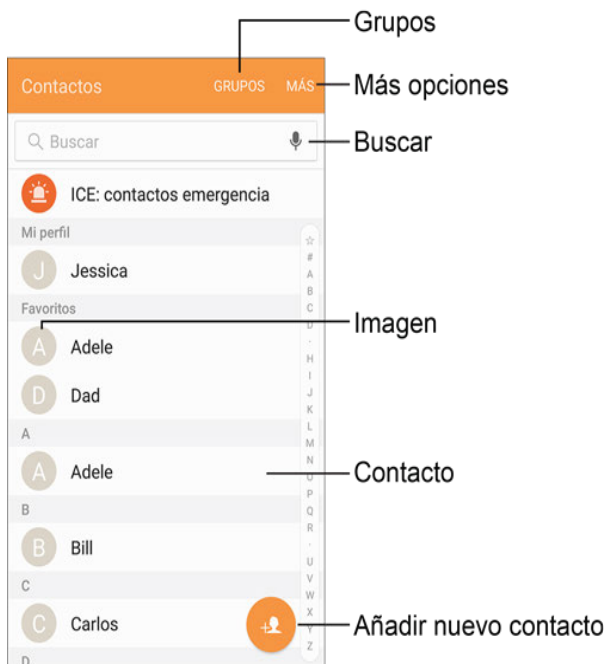 Grupos
Contactos GRUPOS MÁS
Más opciones
Buscar
Buscar
ICE: contactos emergencia
Mi perfil
J Jessica
Favoritos
Imagen
A Adele
D Dad
A
A Adele
Contacto
B
B Bill
C
C Carlos
Añadir nuevo contacto
D
#
A
B
C
D
H
I
J
K
L
M
N
O
P
Q
R
U
V
W
X
Y
Z